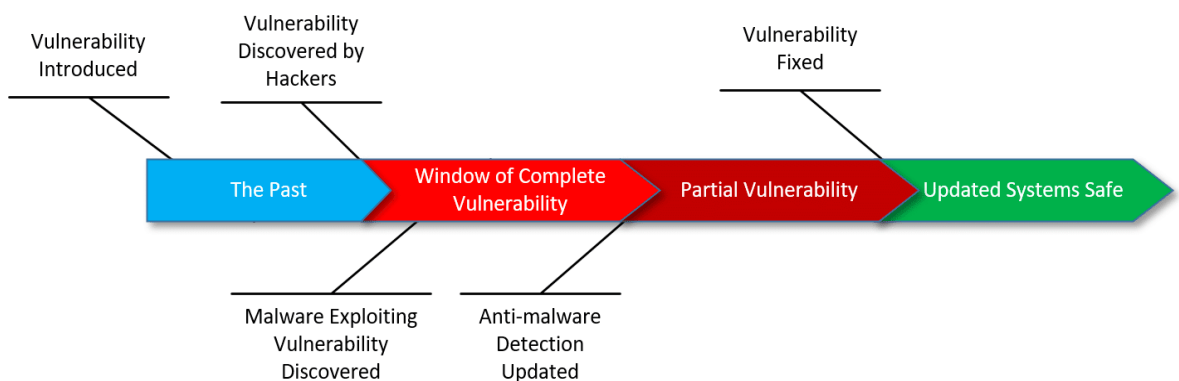 Vulnerability
Introduced
Vulnerability
Discovered by
Hackers
Vulnerability
Fixed
The Past
Window of Complete
Vulnerability
Partial Vulnerability
Updated Systems Safe
Malware Exploiting
Vulnerability
Discovered
Anti-malware
Detection
Updated